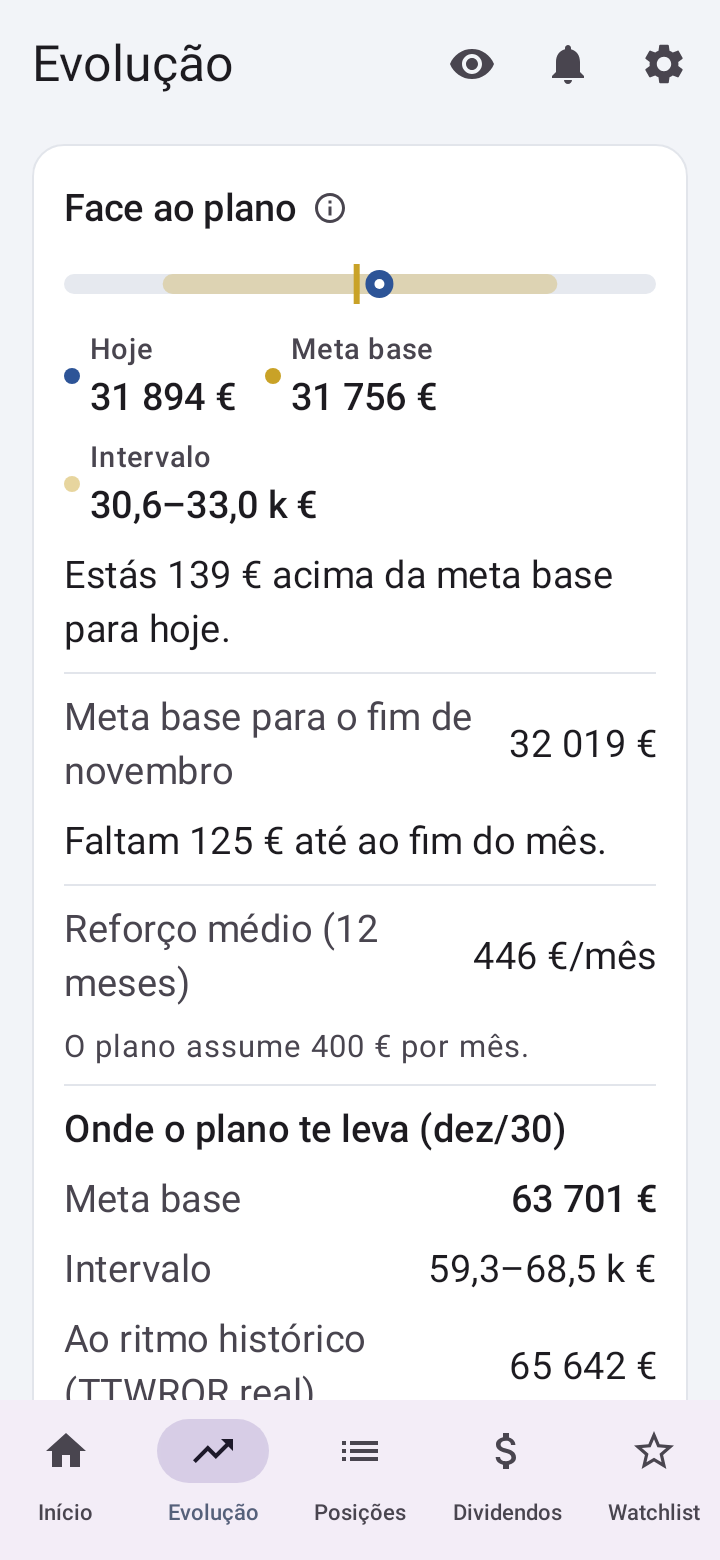 Evolução
Face ao plano
Hoje
31 894 €
Meta base
31 756 €
Intervalo
30,6–33,0 k €
Estás 139 € acima da meta base
para hoje.
Meta base para o fim de
novembro
32 019 €
Faltam 125 € até ao fim do mês.
Reforço médio (12
meses)
446 €/mês
O plano assume 400 € por mês.
Onde o plano te leva (dez/30)
Meta base
63 701 €
Intervalo
59,3–68,5 k €
Ao ritmo histórico
(TTWROR real)
65 642 €
Início
Evolução
Posições
Dividendos
Watchlist